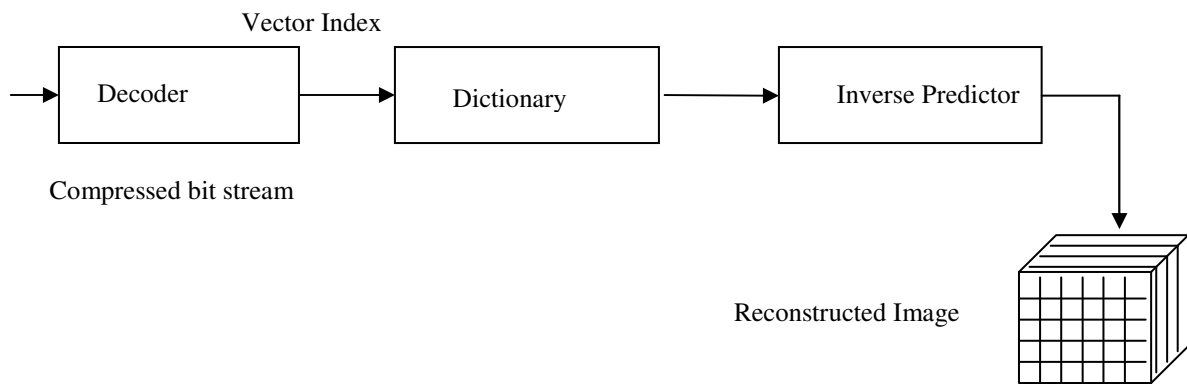 Vector Index
Decoder
Dictionary
Inverse Predictor
Compressed bit stream
Reconstructed Image